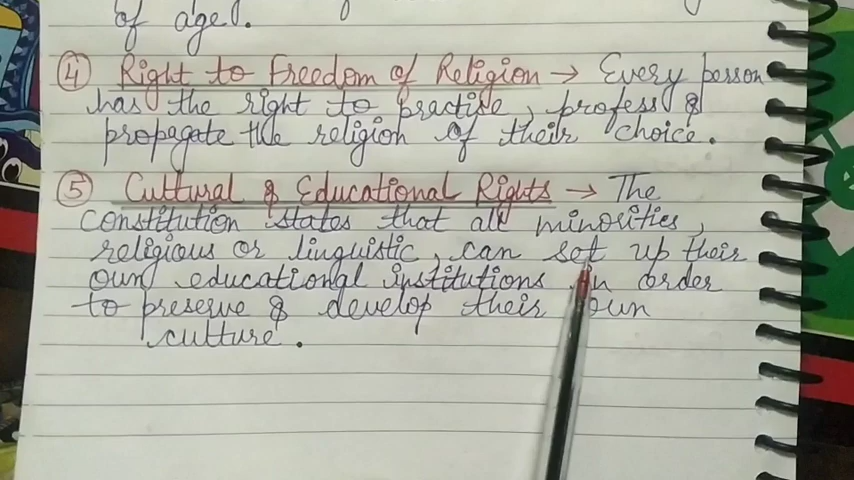 of age).
④ Right to Freedom of Religion → Every person
has the right to practise, profess &
propagate the religion of their choice.
⑤ Cultural & Educational Rights → The
Constitution states that all minorities,
religious or linguistic, can set up their
own educational institutions in order
to preserve & develop their own
culture.